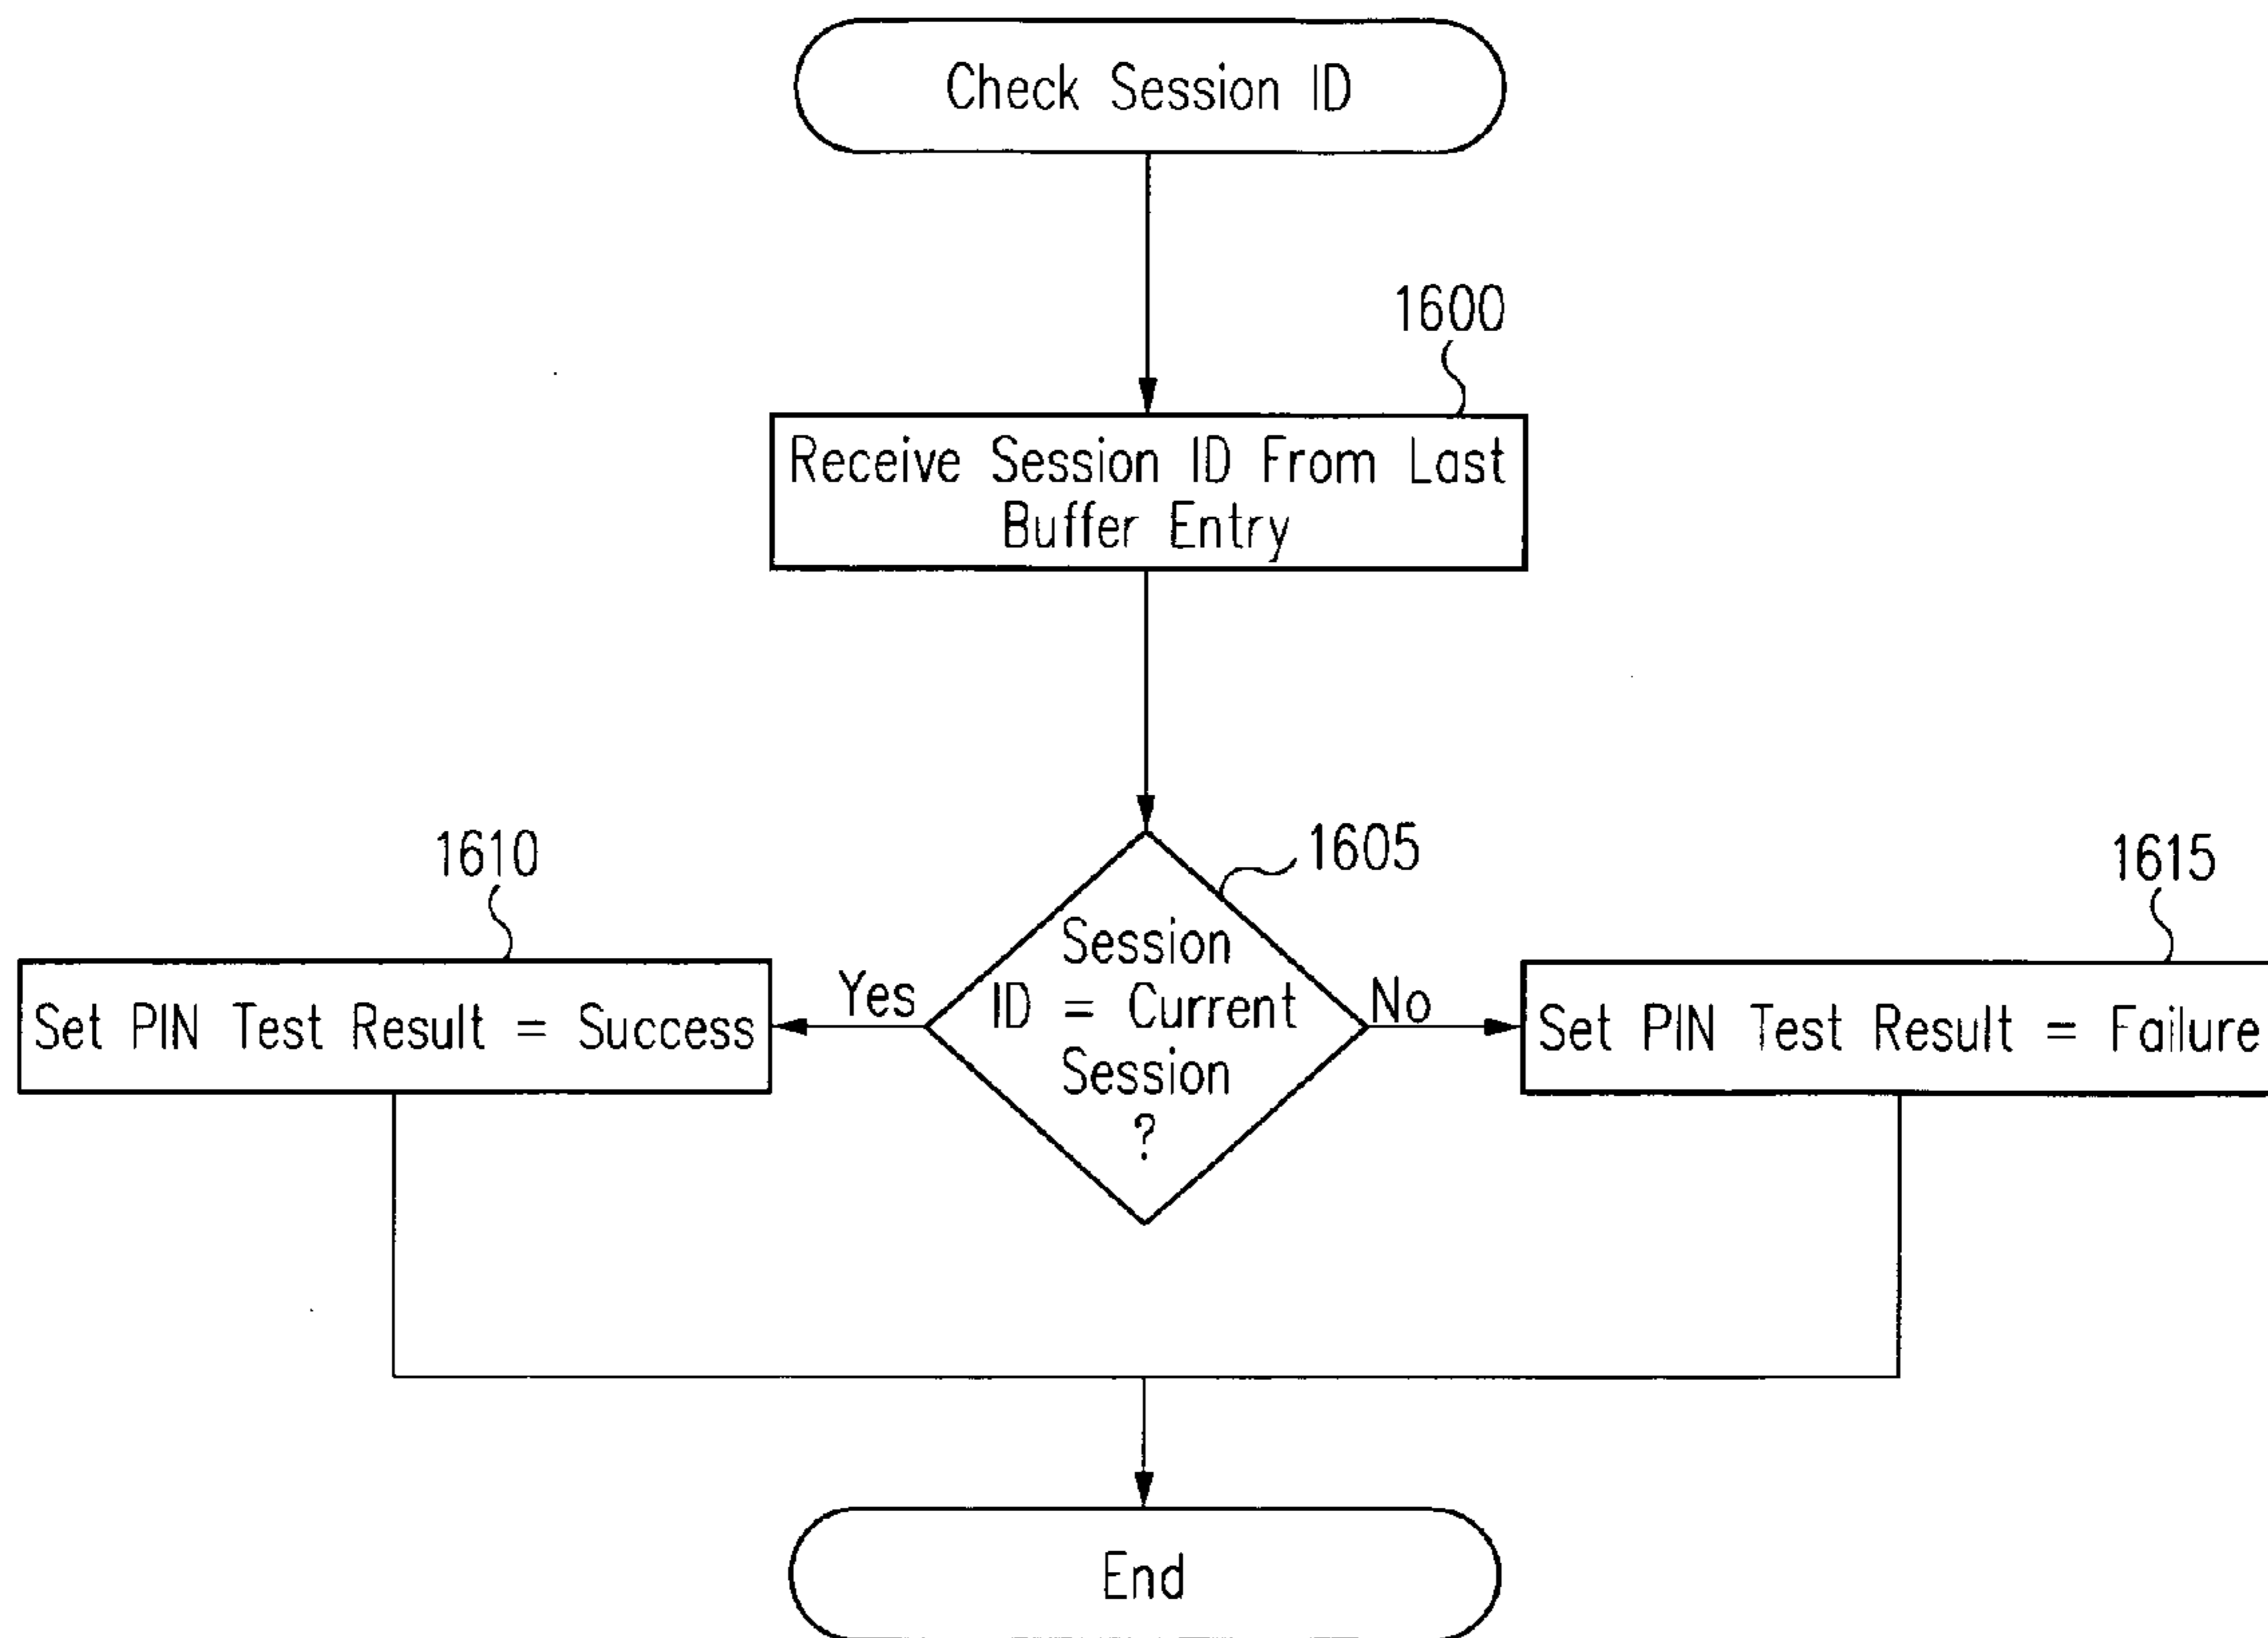 Check Session ID
1600
Receive Session ID From Last
Buffer Entry
1610
1605
1615
Yes
Session
ID = Current
Session
?
No
Set PIN Test Result = Success
Set PIN Test Result = Failure
End